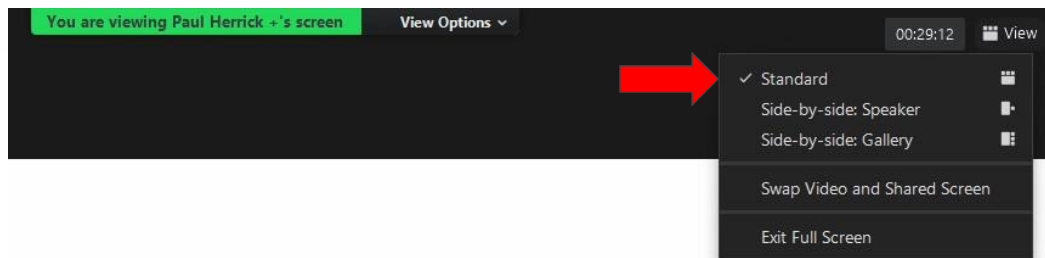 You are viewing Paul Herrick +'s screen
View Options
00:29:12
View
Standard
Side-by-side: Speaker
Side-by-side: Gallery
Swap Video and Shared Screen
Exit Full Screen